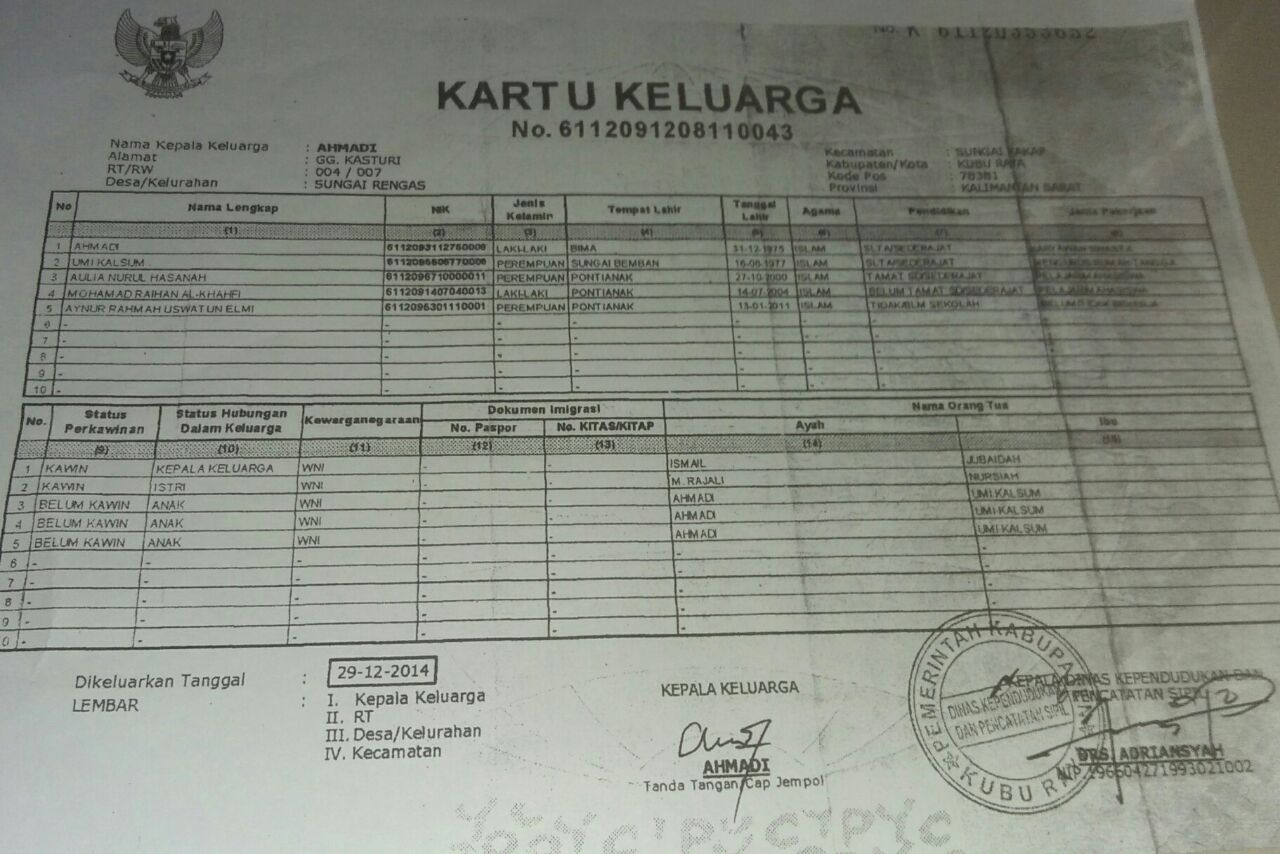 No. K 61120353652
KARTU KELUARGA
No. 6112091208110043
Nama Kepala Keluarga : AHMADI
Alamat : GG. KASTURI
RT/RW : 004 / 007
Desa/Kelurahan : SUNGAI RENGAS
Kecamatan : SUNGAI KAKAP
Kabupaten/Kota : KUBU RAYA
Kode Pos : 78381
Provinsi : KALIMANTAN BARAT
No Nama Lengkap NIK Jenis Kelamin Tempat Lahir Tanggal Lahir Agama Pendidikan Jenis Pekerjaan
(1) (2) (3) (4) (5) (6) (7) (8)
1 AHMADI LAKI-LAKI BIMA 31-12-1975 ISLAM SLTA/SEDERAJAT KARYAWAN SWASTA
2 UMI KALSUM PEREMPUAN SUNGAI BEMBAN 16-06-1977 ISLAM SLTA/SEDERAJAT MENGURUS RUMAH TANGGA
3 AULIA NURUL HASANAH 6112096710000011 PEREMPUAN PONTIANAK 27-10-2000 ISLAM TAMAT SD/SEDERAJAT PELAJAR/MAHASISWA
4 MOHAMAD RAIHAN AL-KHAHFI 6112091407040013 LAKI-LAKI PONTIANAK 14-07-2004 ISLAM BELUM TAMAT SD/SEDERAJAT PELAJAR/MAHASISWA
5 AYNUR RAHMAH USWATUN ELMI 6112095301110001 PEREMPUAN PONTIANAK 13-01-2011 ISLAM TIDAK/BLM SEKOLAH BELUM/TIDAK BEKERJA
6 - - - - - - - -
7 - - - - - - - -
8 - - - - - - - -
9 - - - - - - - -
10 - - - - - - - -
No. Status Perkawinan Status Hubungan Dalam Keluarga Kewarganegaraan Dokumen Imigrasi Nama Orang Tua
No. Paspor No. KITAS/KITAP Ayah Ibu
(9) (10) (11) (12) (13) (14) (15)
1 KAWIN KEPALA KELUARGA WNI - - ISMAIL JUBAIDAH
2 KAWIN ISTRI WNI - - M. RAJALI NURSIAH
3 BELUM KAWIN ANAK WNI - - AHMADI UMI KALSUM
4 BELUM KAWIN ANAK WNI - - AHMADI UMI KALSUM
5 BELUM KAWIN ANAK WNI - - AHMADI UMI KALSUM
6 - - - - - - -
7 - - - - - - -
8 - - - - - - -
9 - - - - - - -
0 - - - - - - -
Dikeluarkan Tanggal : 29-12-2014
LEMBAR : I. Kepala Keluarga
II. RT
III. Desa/Kelurahan
IV. Kecamatan
KEPALA KELUARGA
AHMADI
Tanda Tangan/Cap Jempol
KEPALA DINAS KEPENDUDUKAN DAN
PENCATATAN SIPIL
DRS ADRIANSYAH
NIP 196604271993021002
PEMERINTAH KABUPATEN
DINAS KEPENDUDUKAN
DAN PENCATATAN SIPIL
KUBU RAYA